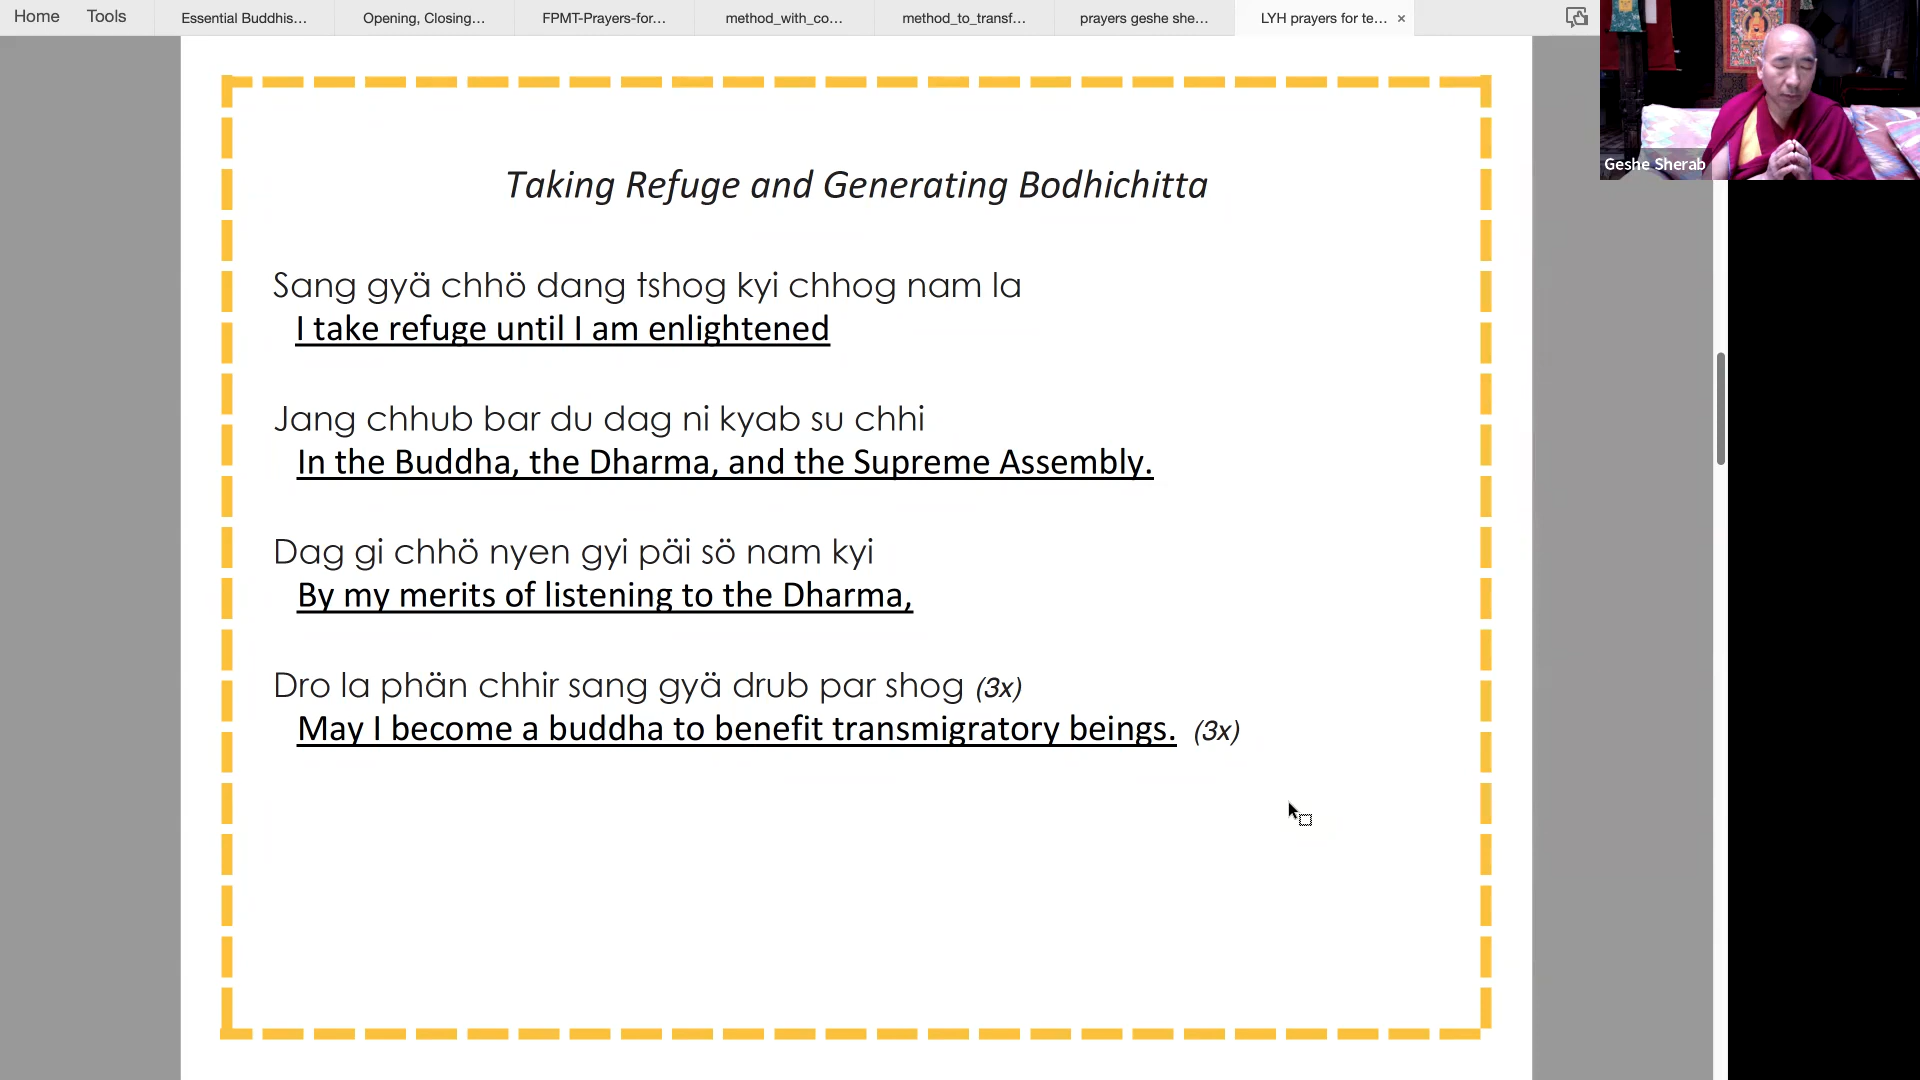 Home Tools Essential Buddhis... Opening, Closing... FPMT-Prayers-for... method_with_co... method_to_transf... prayers geshe she... LYH prayers for te... ×
Geshe Sherab
Taking Refuge and Generating Bodhichitta
Sang gyä chhö dang tshog kyi chhog nam la
I take refuge until I am enlightened
Jang chhub bar du dag ni kyab su chhi
In the Buddha, the Dharma, and the Supreme Assembly.
Dag gi chhö nyen gyi päi sö nam kyi
By my merits of listening to the Dharma,
Dro la phän chhir sang gyä drub par shog (3x)
May I become a buddha to benefit transmigratory beings. (3x)